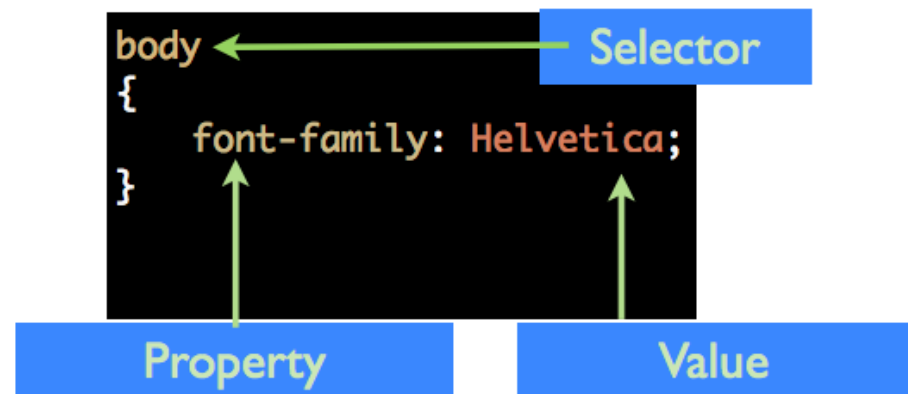 body
Selector
{
font-family: Helvetica;
}
Property
Value